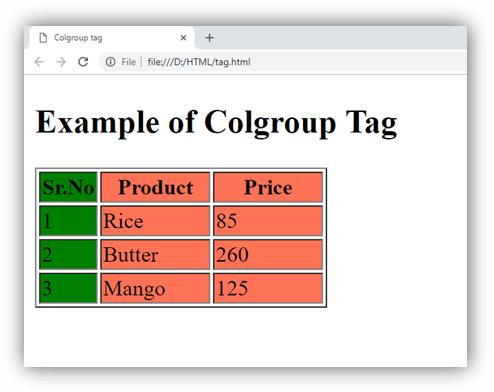 Colgroup tag
File file:///D:/HTML/tag.html
Example of Colgroup Tag
Sr.No Product Price
1 Rice 85
2 Butter 260
3 Mango 125